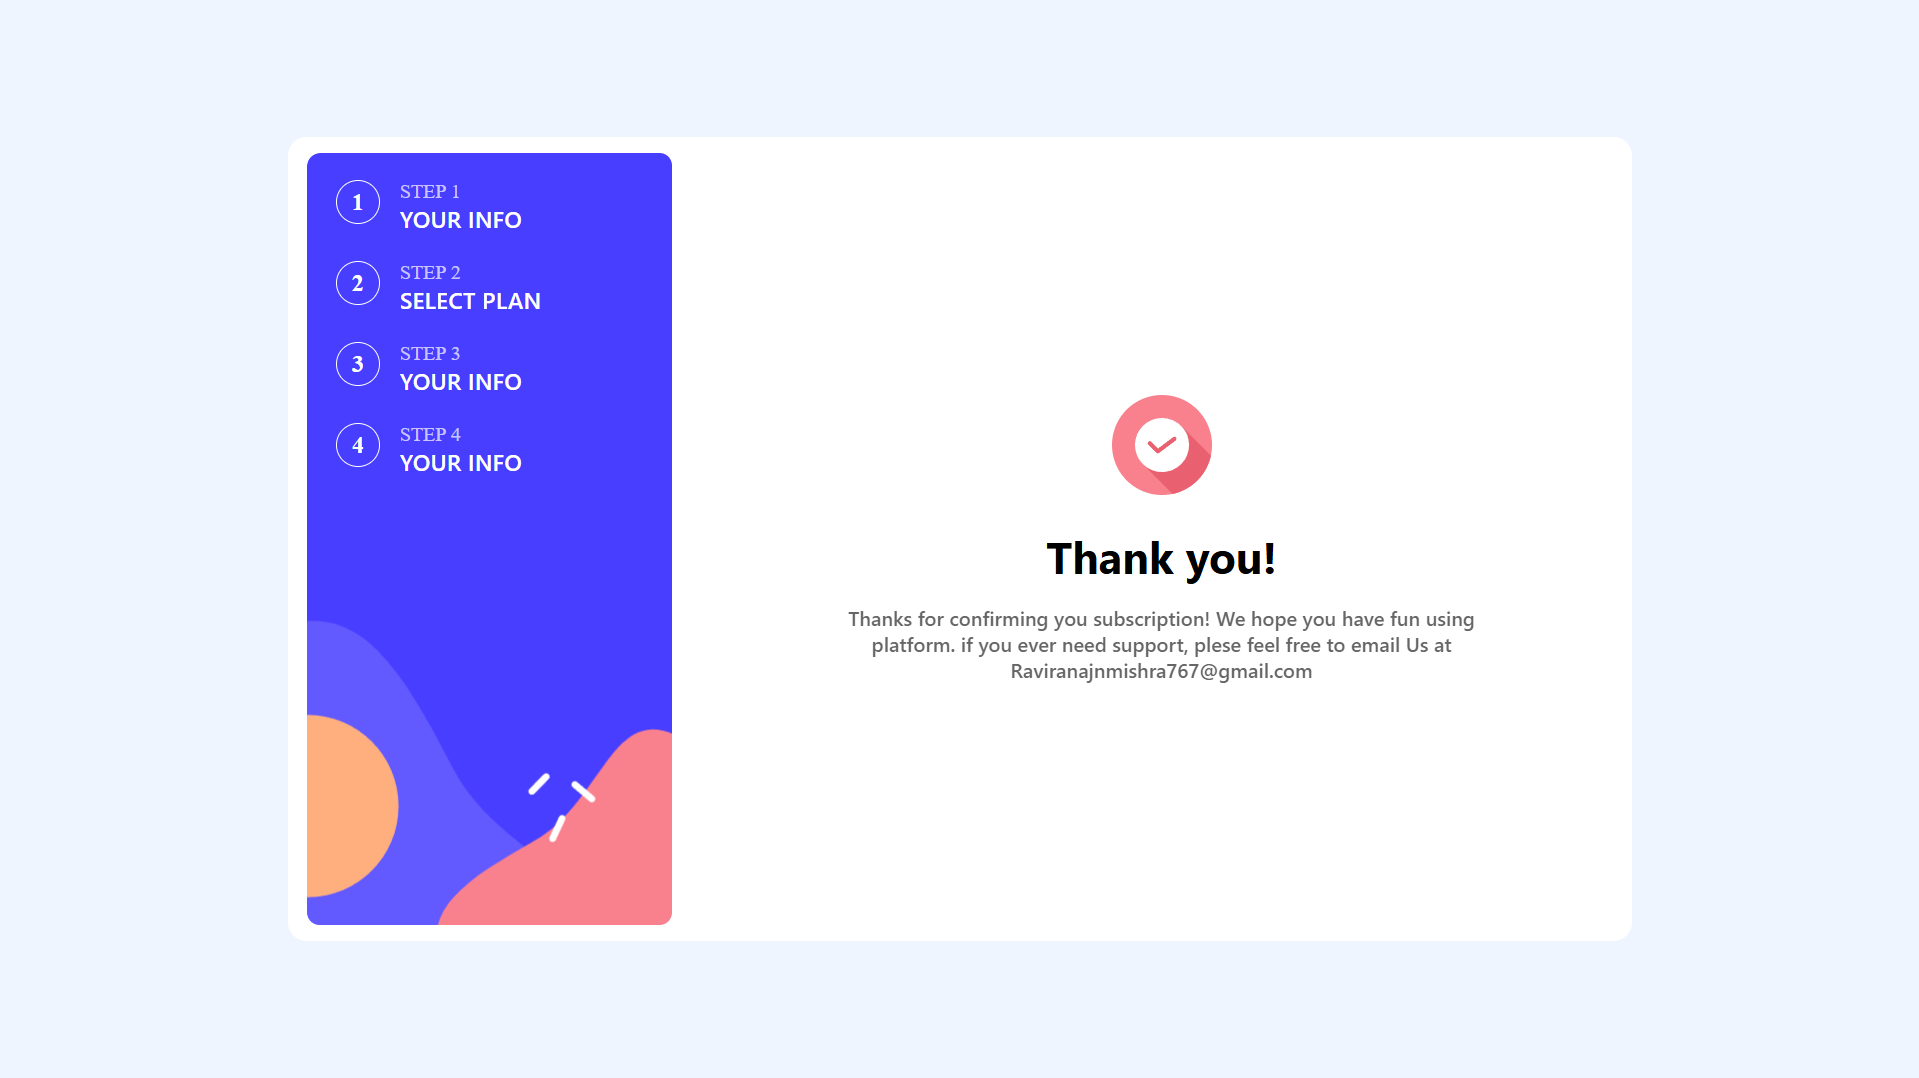 1
STEP 1
YOUR INFO
2
STEP 2
SELECT PLAN
3
STEP 3
YOUR INFO
4
STEP 4
YOUR INFO
Thank you!
Thanks for confirming you subscription! We hope you have fun using
platform. if you ever need support, plese feel free to email Us at
Raviranajnmishra767@gmail.com